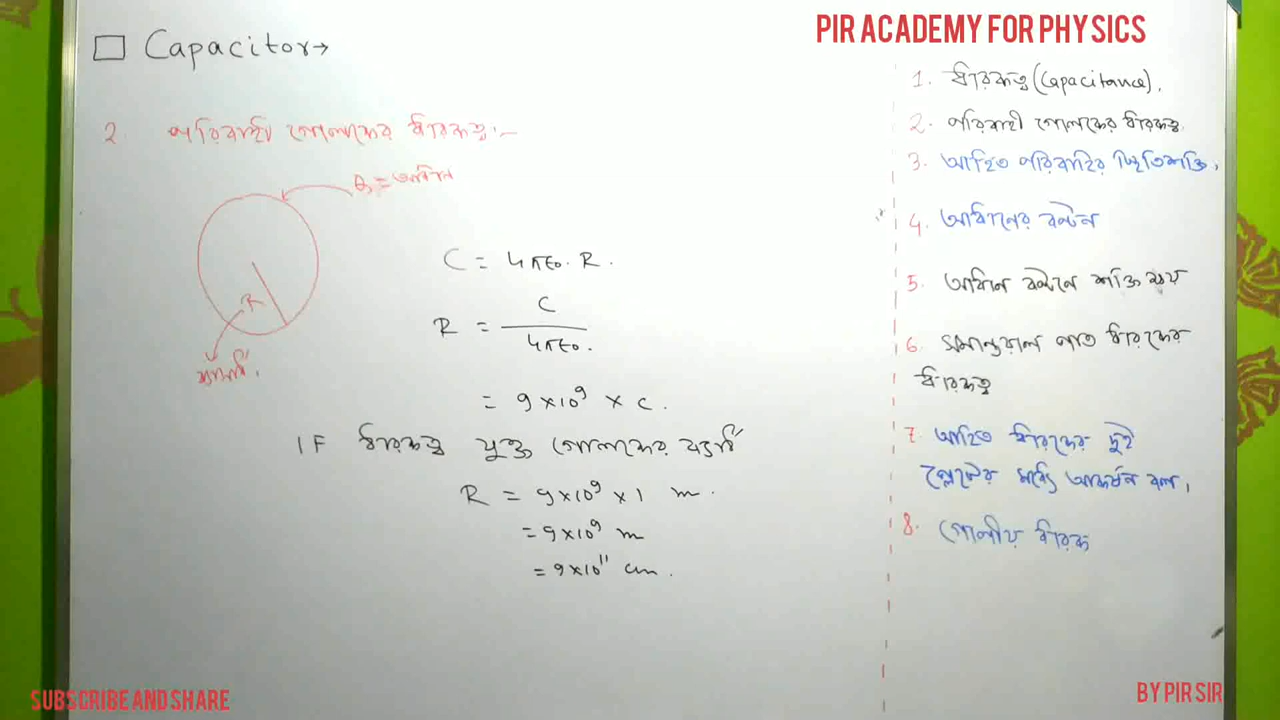 PIR ACADEMY FOR PHYSICS
□ Capacitor→
2 পরিবাহী গোলকের ধারকত্ব:-
Q = আধান
R
ব্যাসার্ধ।
C = 4πε₀. R.
R = C / 4πε₀.
= 9×10⁹ × C.
1F ধারকত্ব যুক্ত গোলকের ব্যাসার্ধ
R = 9×10⁹ × 1 m.
= 9×10⁹ m
= 9×10¹¹ cm.
1. ধারকত্ব (Capacitance).
2. পরিবাহী গোলকের ধারকত্ব.
3. আহিত পরিবাহির স্থিতিশক্তি,
4. আধানের বন্টন
5. আধান বন্টনে শক্তি ক্ষয়
6. সমান্তরাল পাত ধারকের
ধারকত্ব
7. আহিত ধারকের দুই
প্লেটের মধ্যে আকর্ষন বল,
8. গোলীয় ধারক
SUBSCRIBE AND SHARE
BY PIR SIR